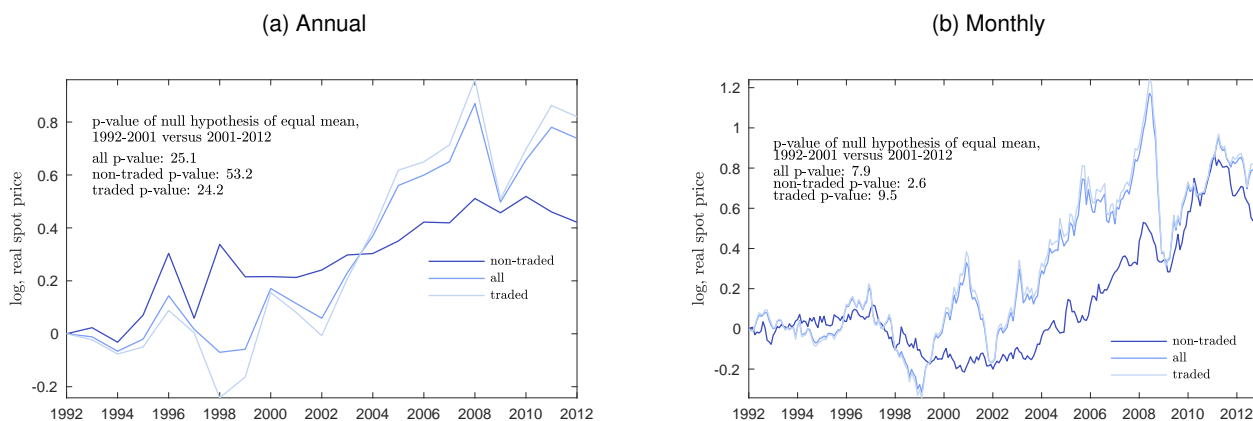 (a) Annual
log, real spot price
0.8
0.6
0.4
0.2
0
-0.2
p-value of null hypothesis of equal mean,
1992-2001 versus 2001-2012
all p-value: 25.1
non-traded p-value: 53.2
traded p-value: 24.2
non-traded
all
traded
1992 1994 1996 1998 2000 2002 2004 2006 2008 2010 2012
(b) Monthly
log, real spot price
1.2
1
0.8
0.6
0.4
0.2
0
-0.2
p-value of null hypothesis of equal mean,
1992-2001 versus 2001-2012
all p-value: 7.9
non-traded p-value: 2.6
traded p-value: 9.5
non-traded
all
traded
1992 1994 1996 1998 2000 2002 2004 2006 2008 2010 2012